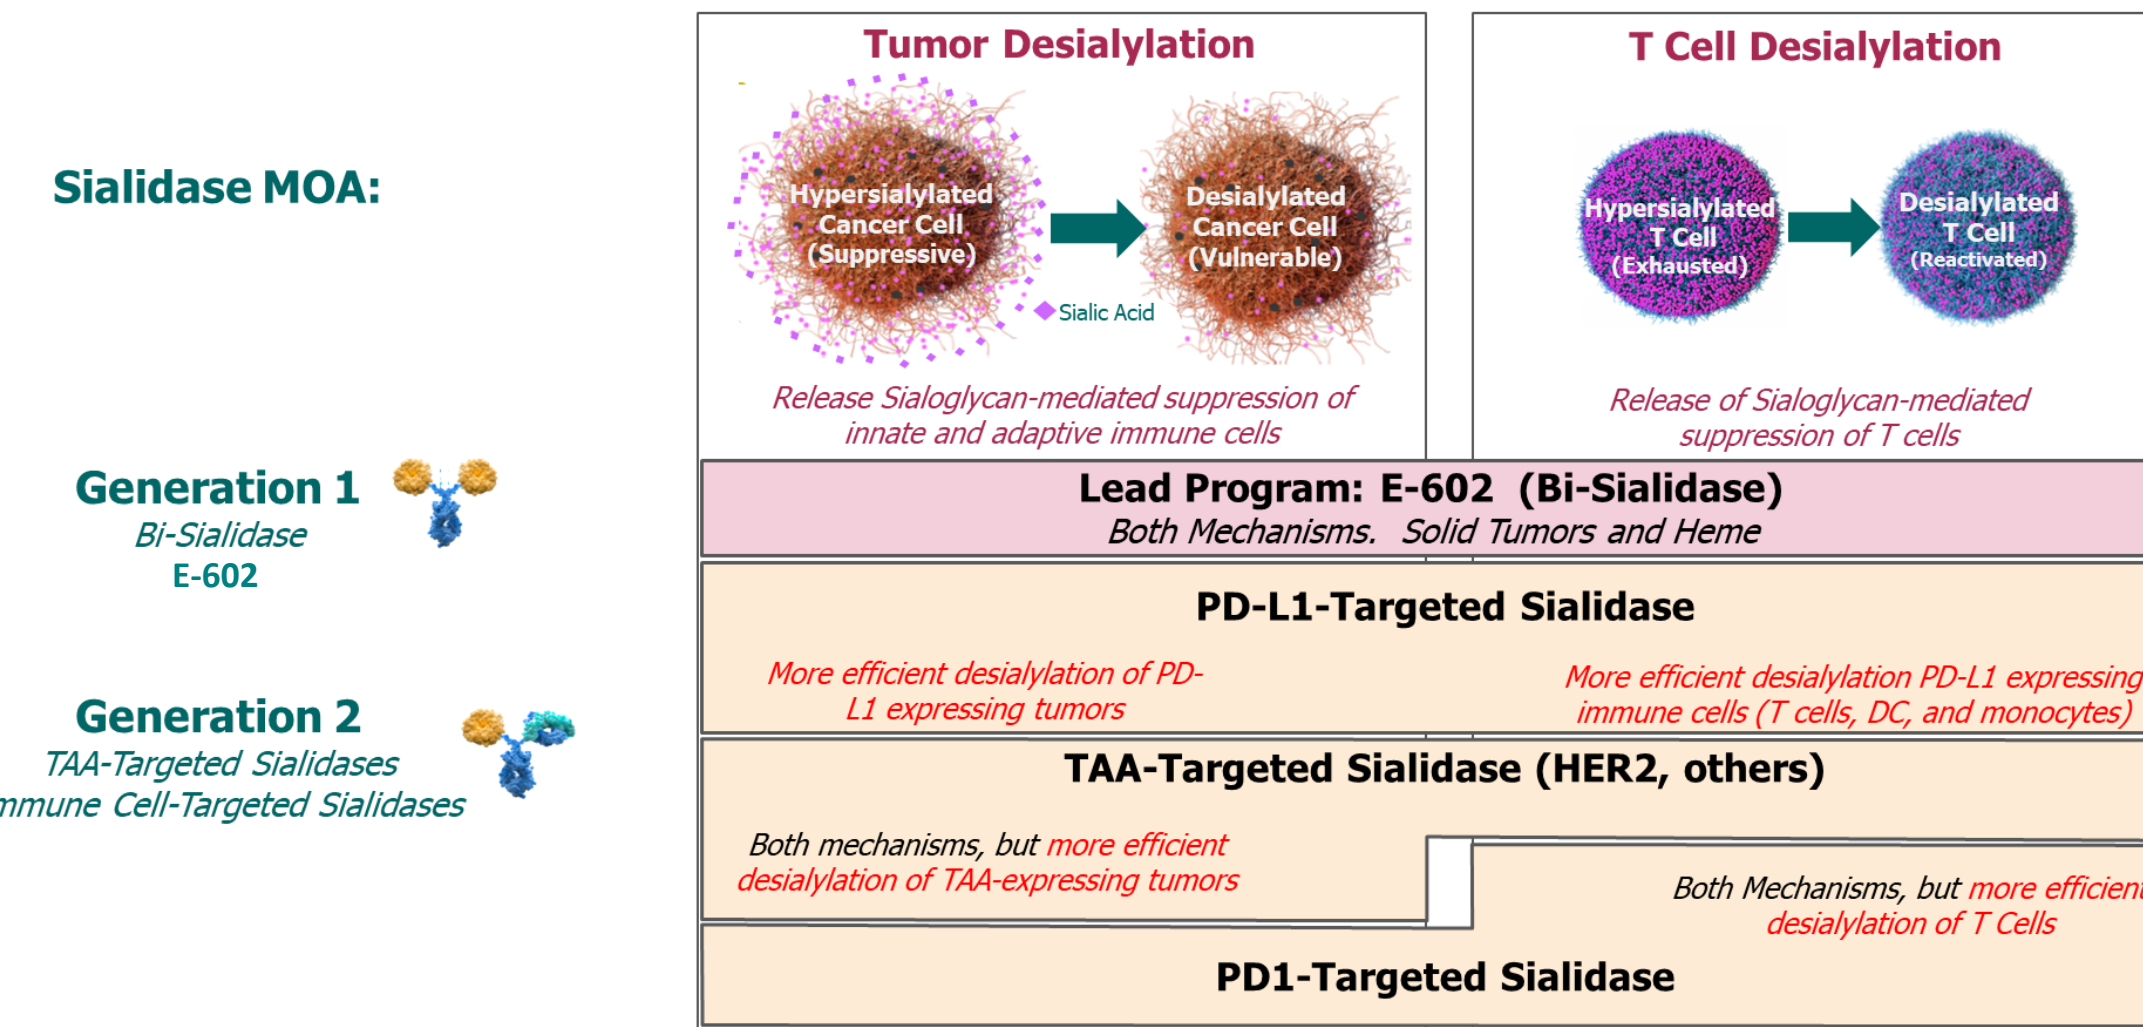 Tumor Desialylation
T Cell Desialylation
Sialidase MOA:
Hypersialylated
Cancer Cell
(Suppressive)
Desialylated
Cancer Cell
(Vulnerable)
Sialic Acid
Hypersialylated
T Cell
(Exhausted)
Desialylated
T Cell
(Reactivated)
Release Sialoglycan-mediated suppression of
innate and adaptive immune cells
Release of Sialoglycan-mediated
suppression of T cells
Generation 1
Bi-Sialidase
E-602
Lead Program: E-602 (Bi-Sialidase)
Both Mechanisms. Solid Tumors and Heme
PD-L1-Targeted Sialidase
More efficient desialylation of PD-
L1 expressing tumors
More efficient desialylation PD-L1 expressing
immune cells (T cells, DC, and monocytes)
Generation 2
TAA-Targeted Sialidases
mmune Cell-Targeted Sialidases
TAA-Targeted Sialidase (HER2, others)
Both mechanisms, but more efficient
desialylation of TAA-expressing tumors
Both Mechanisms, but more efficient
desialylation of T Cells
PD1-Targeted Sialidase